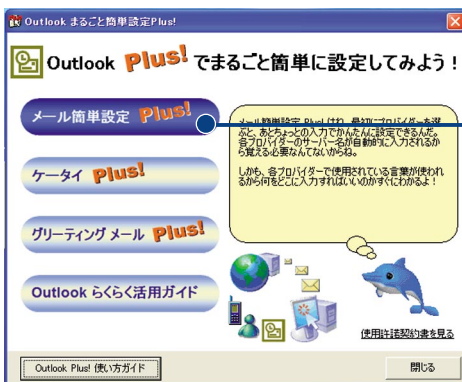 Outlook まるごと簡単設定Plus!
Outlook Plus! でまるごと簡単に設定してみよう!
メール簡単設定 Plus!
ケータイ Plus!
グリーティング メール Plus!
Outlook らくらく活用ガイド
メール簡単設定 Plus! はね、最初にプロバイダーを選
ぶと、あとちょっとの入力でかんたんに設定できるんだ。
各プロバイダーのサーバー名が自動的に入力されるか
ら覚える必要なんてないからね。
しかも、各プロバイダーで使用されている言葉が使われ
るから何をどこに入力すればいいのかすぐにわかるよ!
使用許諾契約書を見る
Outlook Plus! 使い方ガイド
閉じる